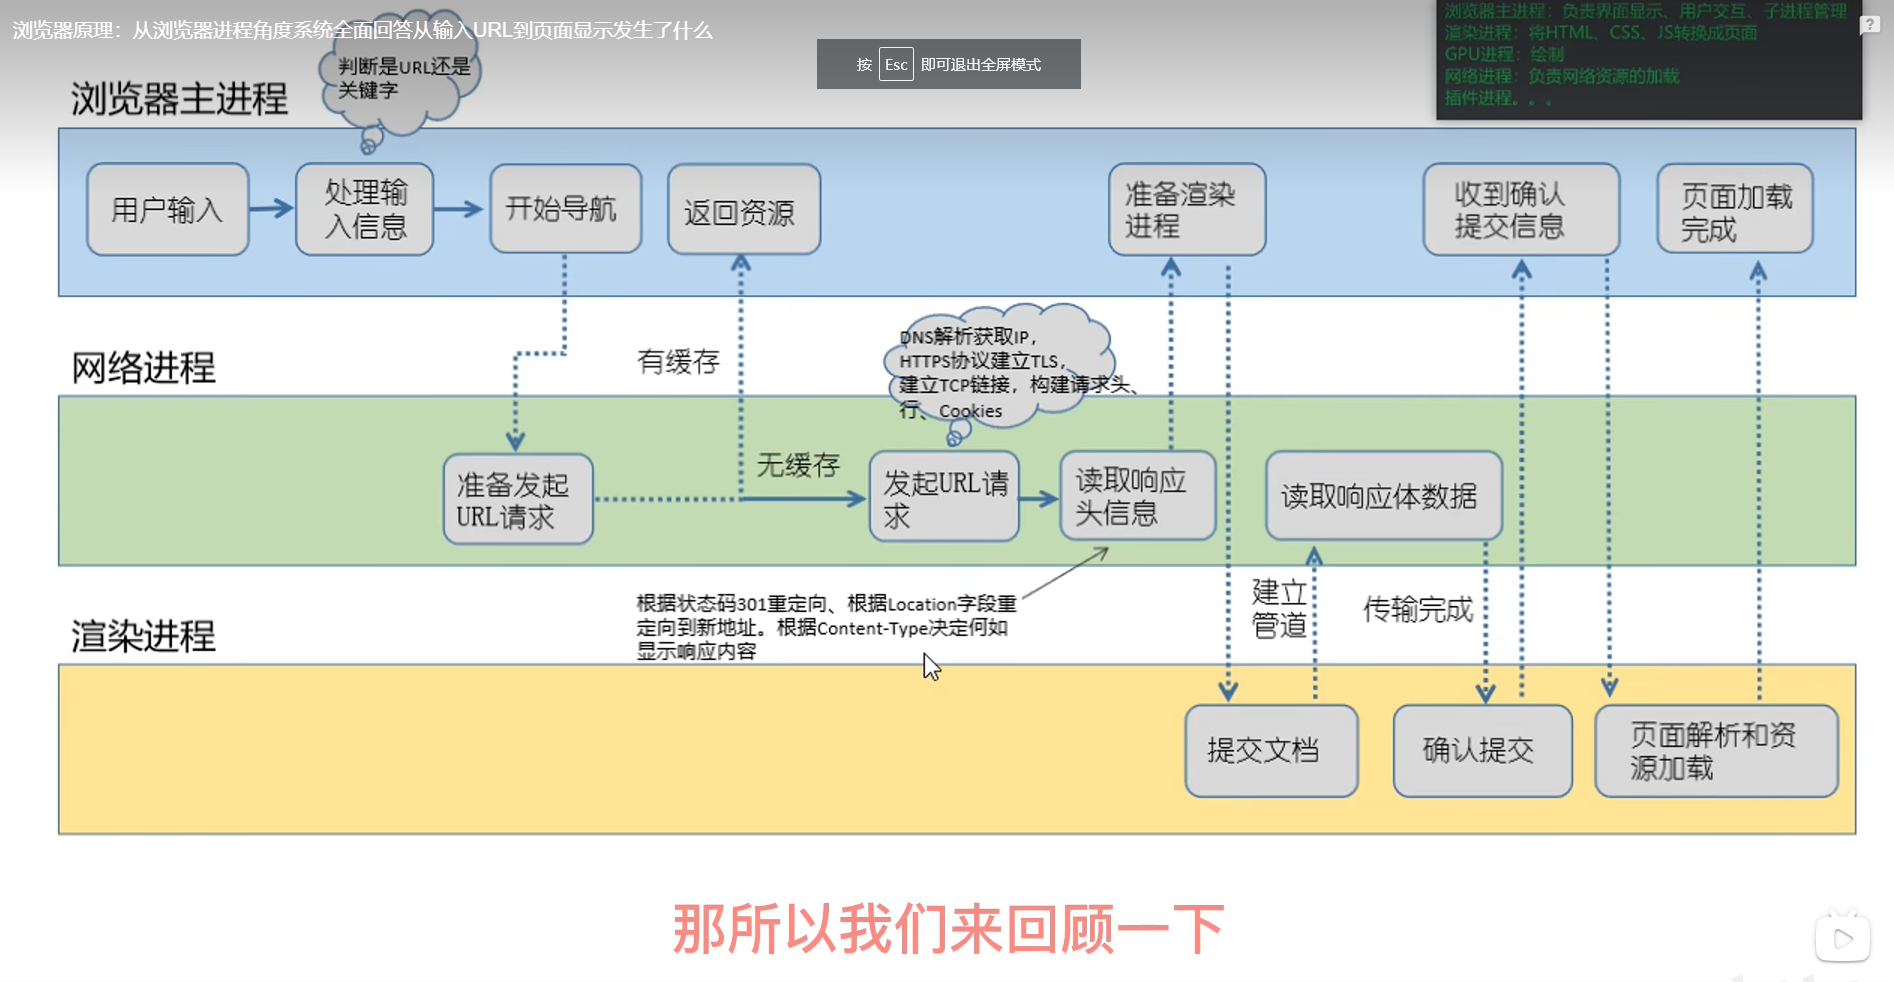 浏览器原理：从浏览器进程角度系统全面回答从输入URL到页面显示发生了什么
按 Esc 即可退出全屏模式
浏览器主进程：负责界面显示、用户交互、子进程管理
渲染进程：将HTML、CSS、JS转换成页面
GPU进程：绘制
网络进程：负责网络资源的加载
插件进程。。。
?
判断是URL还是
关键字
浏览器主进程
用户输入
处理输
入信息
开始导航
返回资源
准备渲染
进程
收到确认
提交信息
页面加载
完成
网络进程
有缓存
DNS解析获取IP，
HTTPS协议建立TLS，
建立TCP链接，构建请求头、
行、Cookies
准备发起
URL请求
无缓存
发起URL请
求
读取响应
头信息
读取响应体数据
根据状态码301重定向、根据Location字段重
定向到新地址。根据Content-Type决定何如
显示响应内容
建立
管道
传输完成
渲染进程
提交文档
确认提交
页面解析和资
源加载
那所以我们来回顾一下